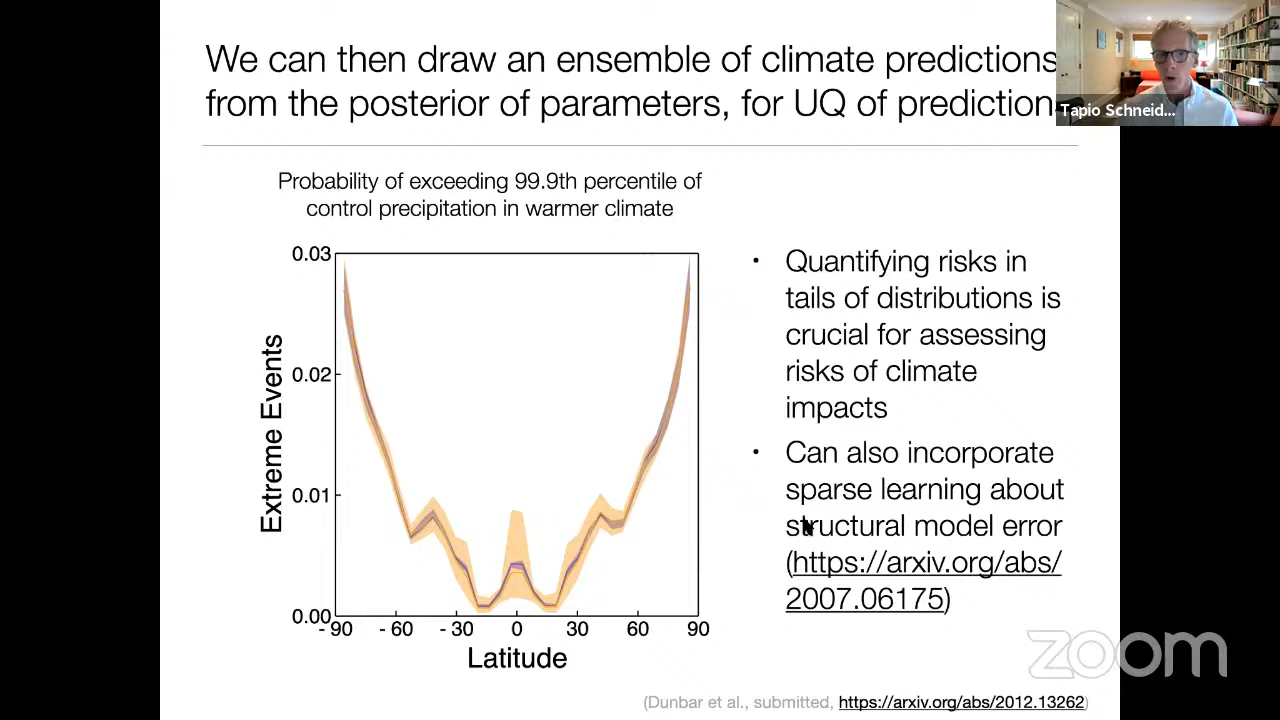 We can then draw an ensemble of climate predictions
from the posterior of parameters, for UQ of prediction
Tapio Schneid...
Probability of exceeding 99.9th percentile of
control precipitation in warmer climate
0.03
0.02
0.01
0.00
Extreme Events
- 90
- 60
- 30
0
30
60
90
Latitude
• Quantifying risks in
tails of distributions is
crucial for assessing
risks of climate
impacts
• Can also incorporate
sparse learning about
structural model error
(https://arxiv.org/abs/
2007.06175)
zoom
(Dunbar et al., submitted, https://arxiv.org/abs/2012.13262)